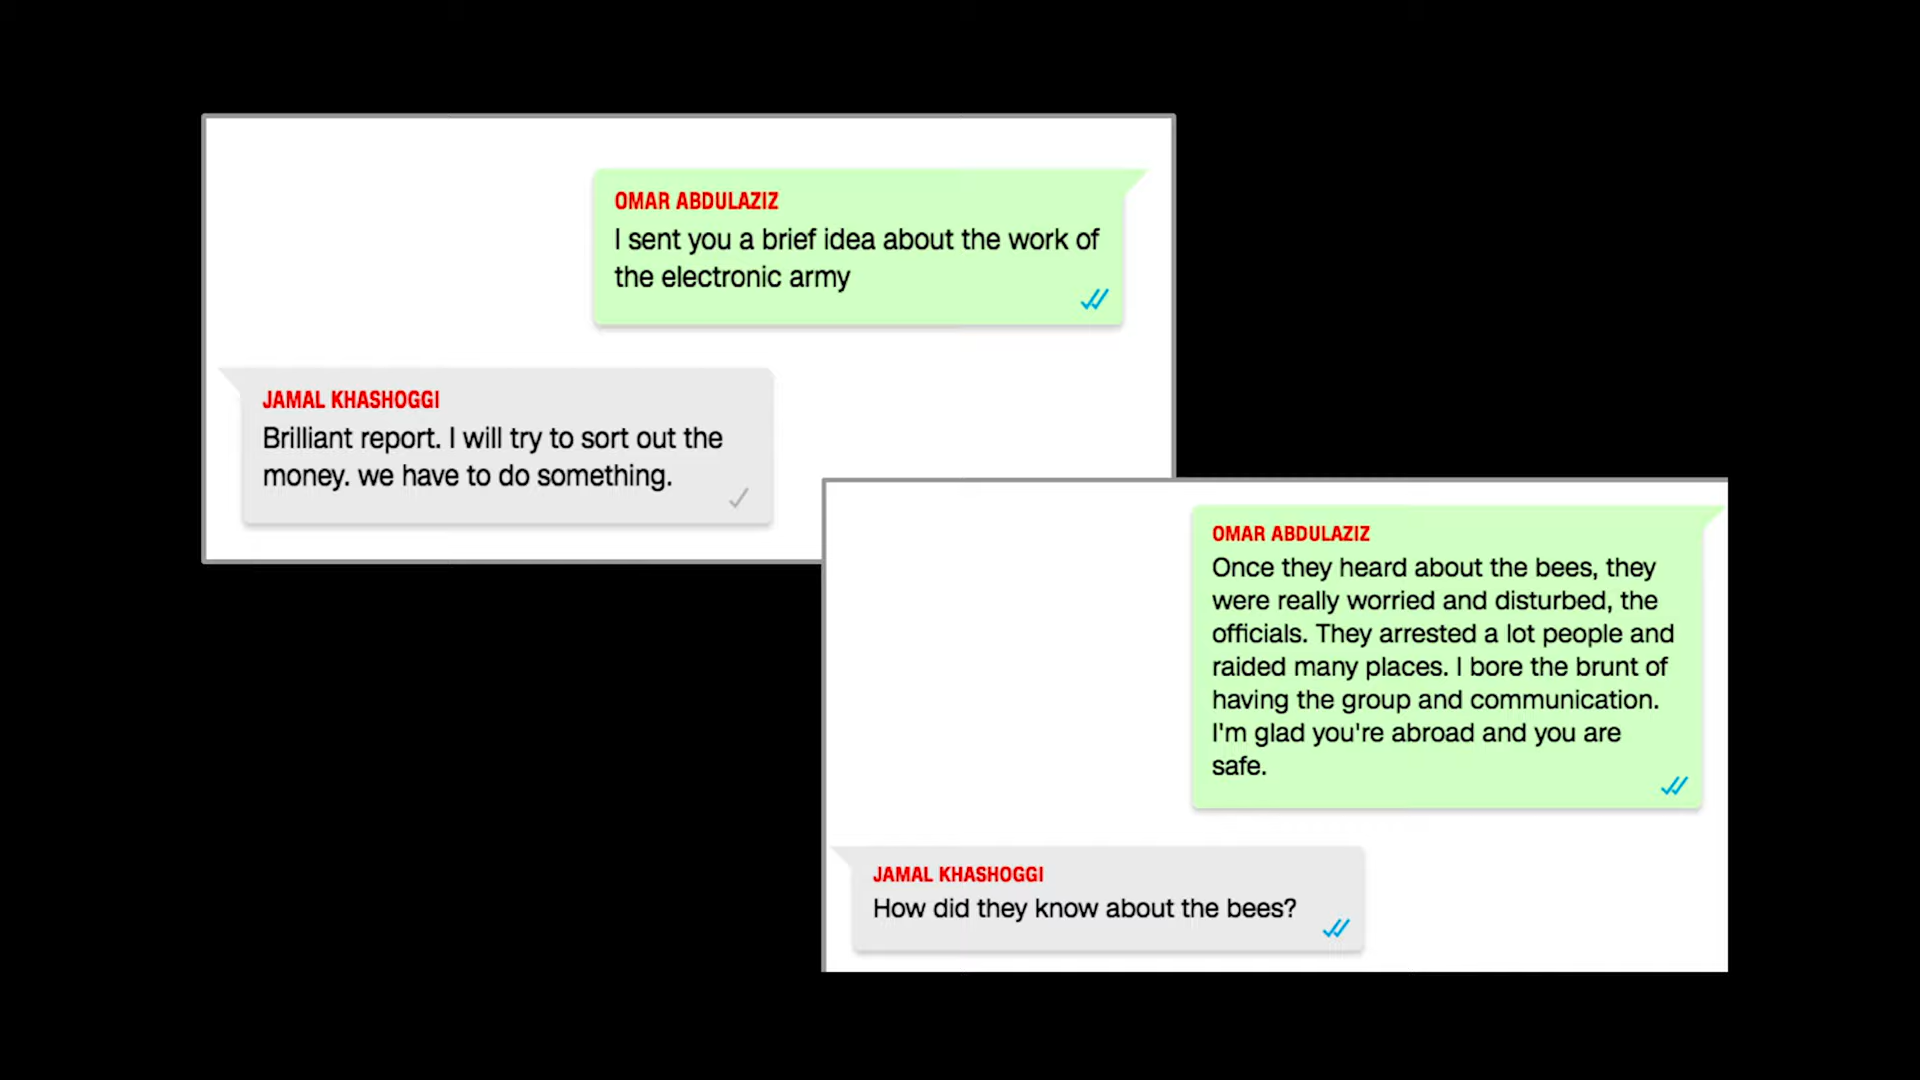 OMAR ABDULAZIZ
I sent you a brief idea about the work of
the electronic army
JAMAL KHASHOGGI
Brilliant report. I will try to sort out the
money. we have to do something.
OMAR ABDULAZIZ
Once they heard about the bees, they
were really worried and disturbed, the
officials. They arrested a lot people and
raided many places. I bore the brunt of
having the group and communication.
I'm glad you're abroad and you are
safe.
JAMAL KHASHOGGI
How did they know about the bees?